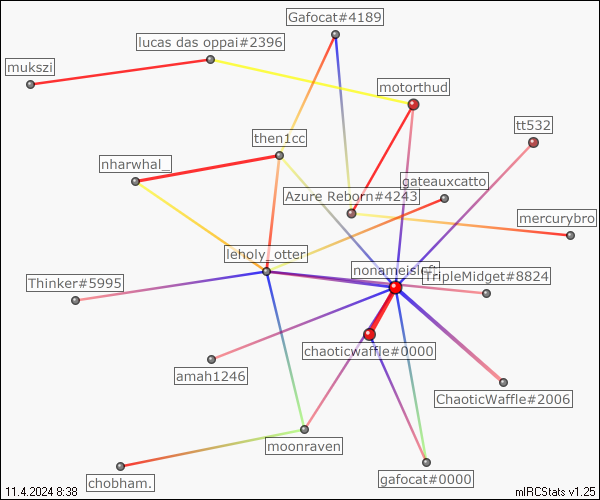 Gafocat#4189
lucas das oppai#2396
mukszi
motorthud
tt532
then1cc
nharwhal_
gateauxcatto
Azure Reborn#4243
mercurybro
leholy_otter
nonameisleft
TripleMidget#8824
Thinker#5995
chaoticwaffle#0000
amah1246
ChaoticWaffle#2006
moonraven
chobham.
gafocat#0000
11.4.2024 8:38
mIRCStats v1.25